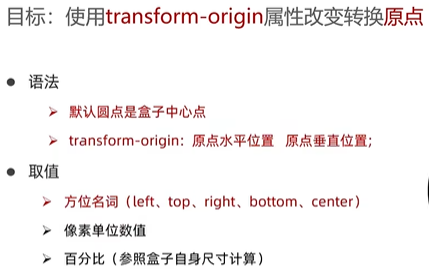 目标：使用transform-origin属性改变转换原点
● 语法
➢ 默认圆点是盒子中心点
➢ transform-origin：原点水平位置 原点垂直位置;
● 取值
➢ 方位名词（left、top、right、bottom、center）
➢ 像素单位数值
➢ 百分比（参照盒子自身尺寸计算）